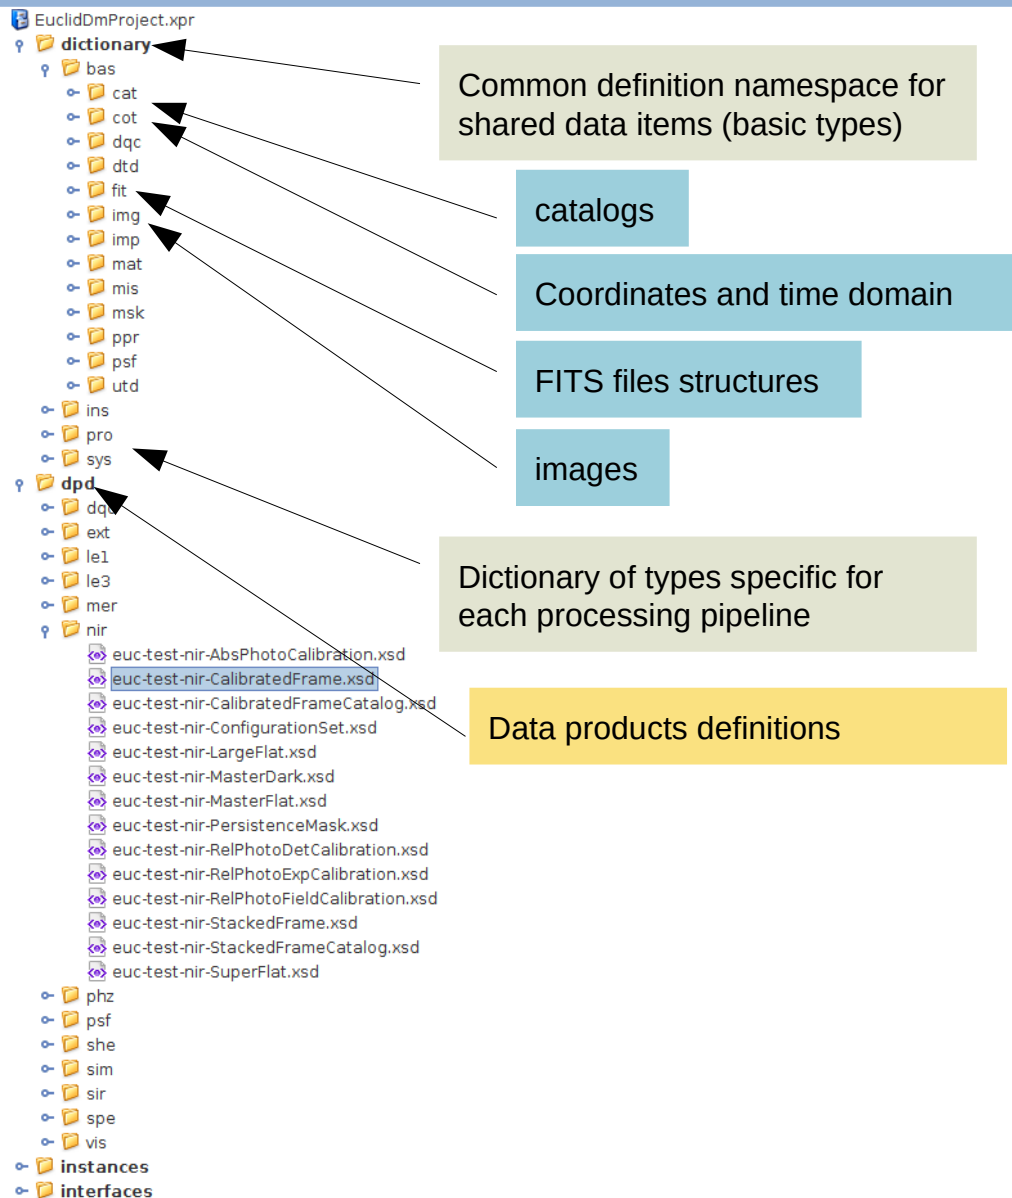 EuclidDmProject.xpr
dictionary
bas
cat
cot
dqc
dtd
fit
img
imp
mat
mis
msk
ppr
psf
utd
ins
pro
sys
dpd
dqc
ext
le1
le3
mer
nir
euc-test-nir-AbsPhotoCalibration.xsd
euc-test-nir-CalibratedFrame.xsd
euc-test-nir-CalibratedFrameCatalog.xsd
euc-test-nir-ConfigurationSet.xsd
euc-test-nir-LargeFlat.xsd
euc-test-nir-MasterDark.xsd
euc-test-nir-MasterFlat.xsd
euc-test-nir-PersistenceMask.xsd
euc-test-nir-RelPhotoDetCalibration.xsd
euc-test-nir-RelPhotoExpCalibration.xsd
euc-test-nir-RelPhotoFieldCalibration.xsd
euc-test-nir-StackedFrame.xsd
euc-test-nir-StackedFrameCatalog.xsd
euc-test-nir-SuperFlat.xsd
phz
psf
she
sim
sir
spe
vis
instances
interfaces
Common definition namespace for
shared data items (basic types)
catalogs
Coordinates and time domain
FITS files structures
images
Dictionary of types specific for
each processing pipeline
Data products definitions